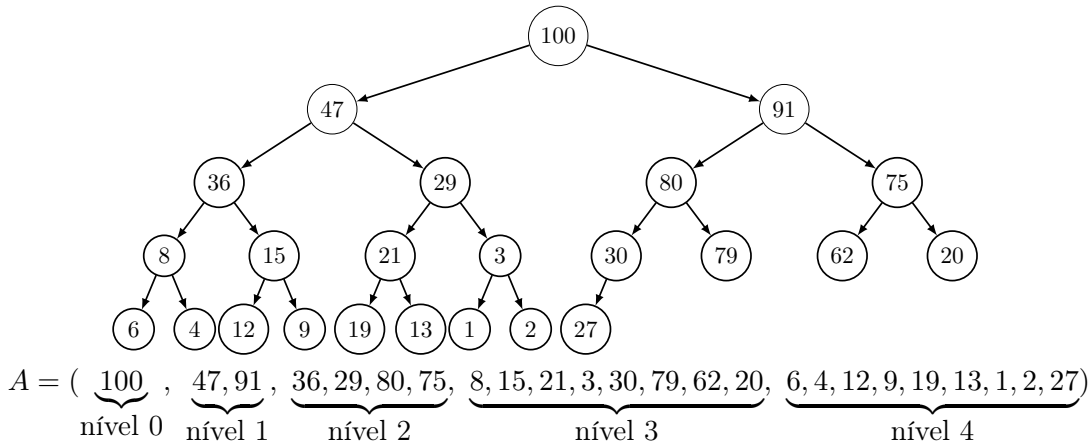 100
47 91
36 29 80 75
8 15 21 3 30 79 62 20
6 4 12 9 19 13 1 2 27
A = ( 100 , 47, 91 , 36, 29, 80, 75, 8, 15, 21, 3, 30, 79, 62, 20, 6, 4, 12, 9, 19, 13, 1, 2, 27)
nível 0 nível 1 nível 2 nível 3 nível 4